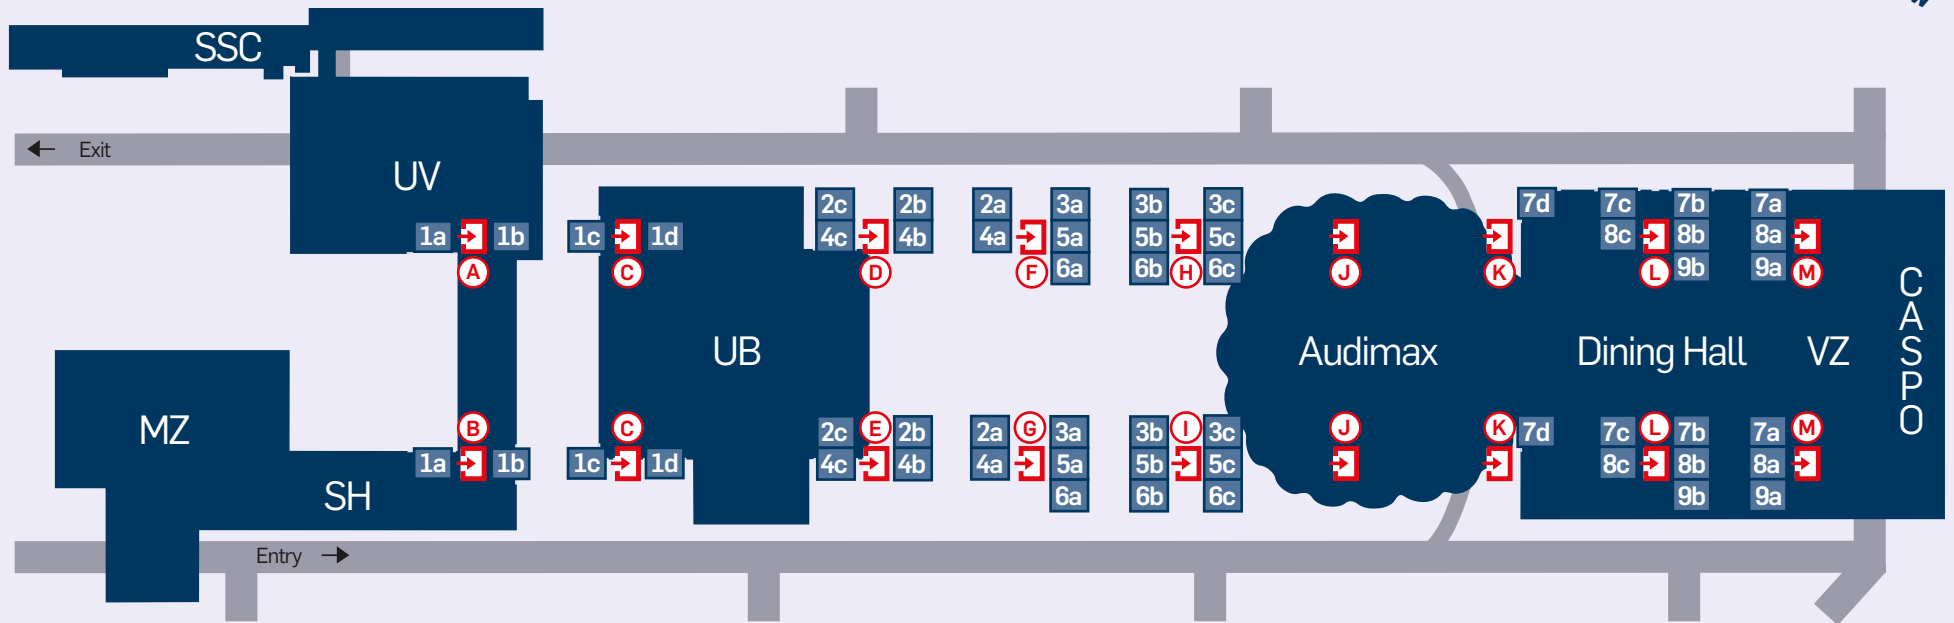 SSC
Exit
UV
2c 2b 2a 3a 3b 3c 7d 7c 7b 7a
1a 1b 1c 1d 4c 4b 4a 5a 5b 5c 8c 8b 8a
A C D F 6a 6b H 6c J K L 9b 9a M
UB Audimax Dining Hall VZ CASPO
MZ
B C 2c E 2b 2a G 3a 3b I 3c J K 7d 7c L 7b 7a M
1a 1b 1c 1d 4c 4b 4a 5a 5b 5c 8c 8b 8a
SH 6a 6b 6c 9b 9a
Entry